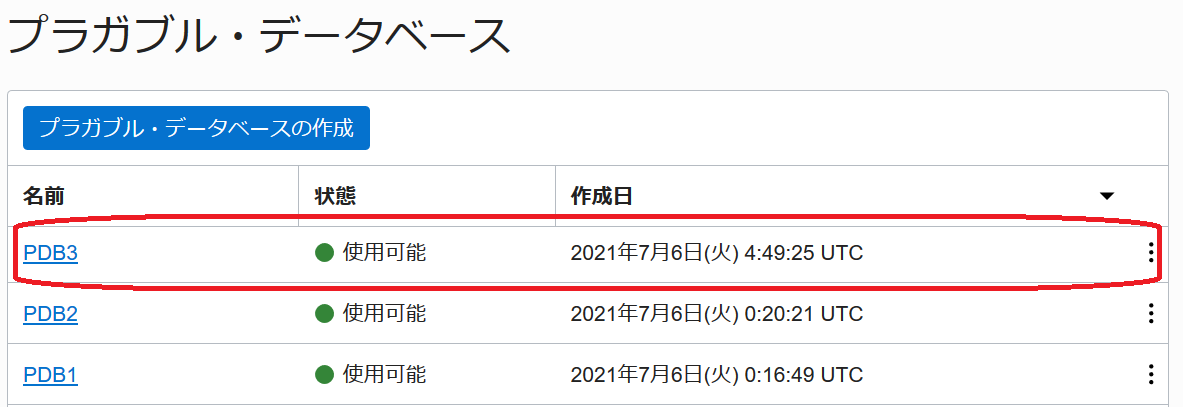 プラガブル・データベース
プラガブル・データベースの作成
名前 状態 作成日
PDB3 使用可能 2021年7月6日(火) 4:49:25 UTC
PDB2 使用可能 2021年7月6日(火) 0:20:21 UTC
PDB1 使用可能 2021年7月6日(火) 0:16:49 UTC